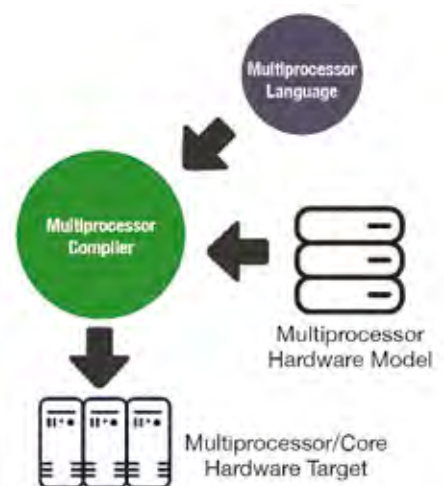 Multiprocessor
Language
Multiprocessor
Compiler
Multiprocessor
Hardware Model
Multiprocessor/Core
Hardware Target